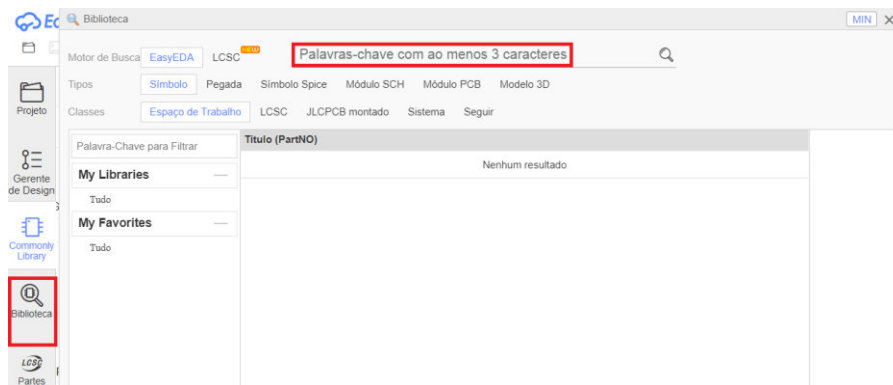 Biblioteca
MIN
Motor de Busca EasyEDA LCSC Palavras-chave com ao menos 3 caracteres
Tipos Símbolo Pegada Símbolo Spice Módulo SCH Módulo PCB Modelo 3D
Classes Espaço de Trabalho LCSC JLCPCB montado Sistema Seguir
Projeto
Gerente
de Design
Commonly
Library
Biblioteca
LCSC
Partes
Palavra-Chave para Filtrar
My Libraries
Tudo
My Favorites
Tudo
Titulo (PartNO)
Nenhum resultado